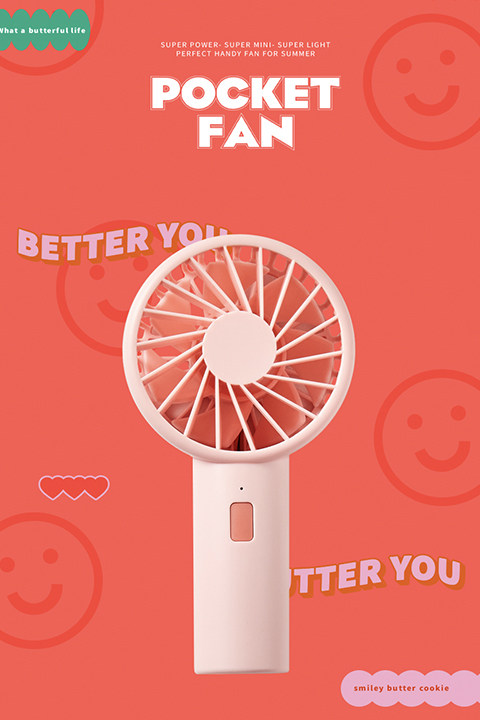 What a butterful life
SUPER POWER- SUPER MINI- SUPER LIGHT
PERFECT HANDY FAN FOR SUMMER
POCKET
FAN
BETTER YOU
UTTER YOU
smiley butter cookie